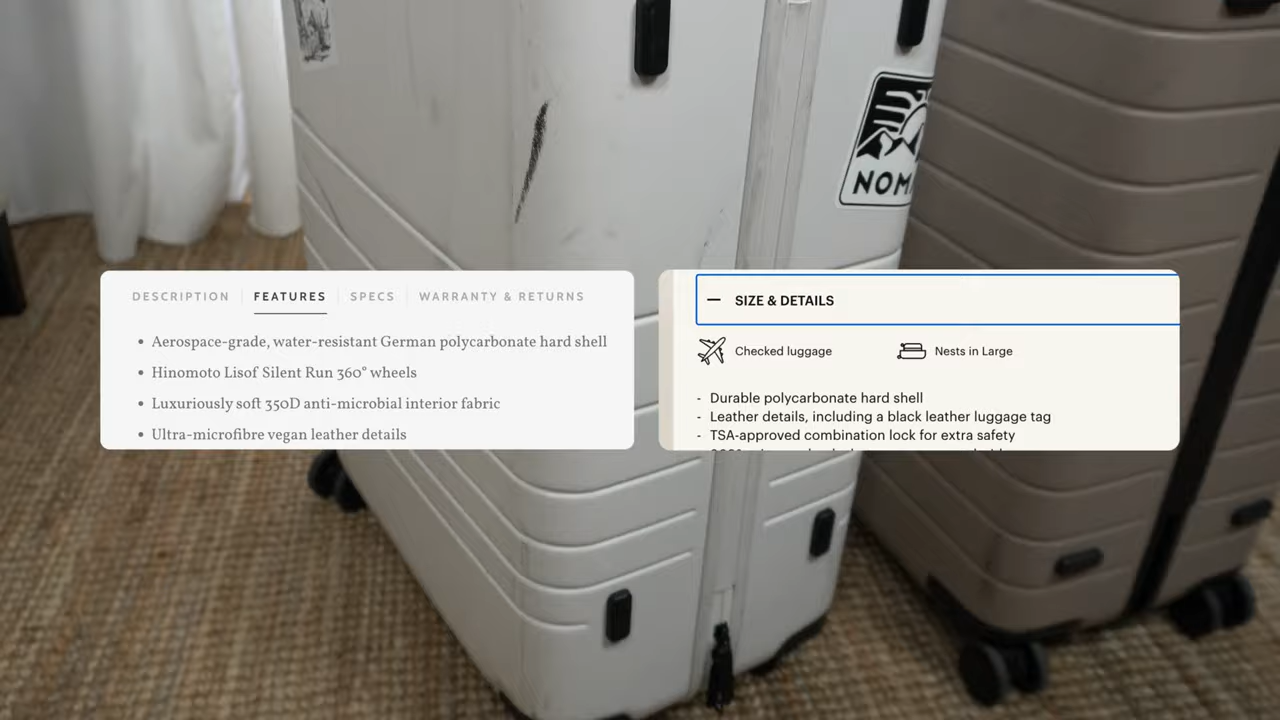 NOM
DESCRIPTION FEATURES SPECS WARRANTY & RETURNS
• Aerospace-grade, water-resistant German polycarbonate hard shell
• Hinomoto Lisof Silent Run 360° wheels
• Luxuriously soft 350D anti-microbial interior fabric
• Ultra-microfibre vegan leather details
SIZE & DETAILS
Checked luggage
Nests in Large
- Durable polycarbonate hard shell
- Leather details, including a black leather luggage tag
- TSA-approved combination lock for extra safety